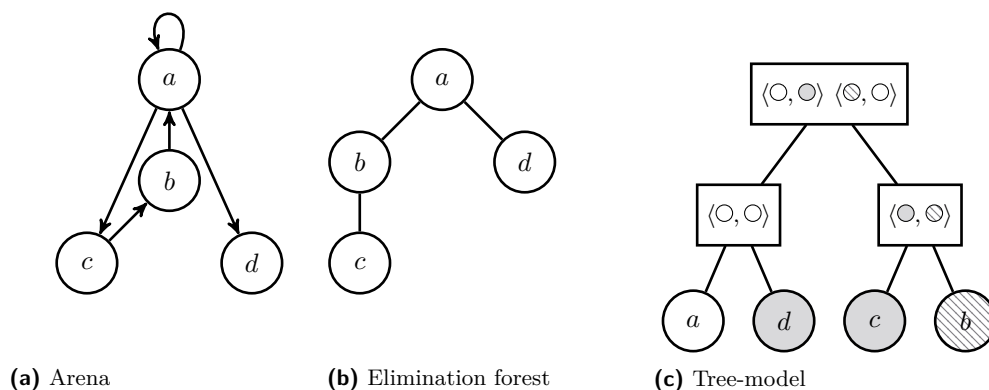 a
b
c
d
a
b
d
c
⟨○, ●⟩ ⟨◍, ○⟩
⟨○, ○⟩
⟨●, ◍⟩
a
d
c
b
(a) Arena
(b) Elimination forest
(c) Tree-model